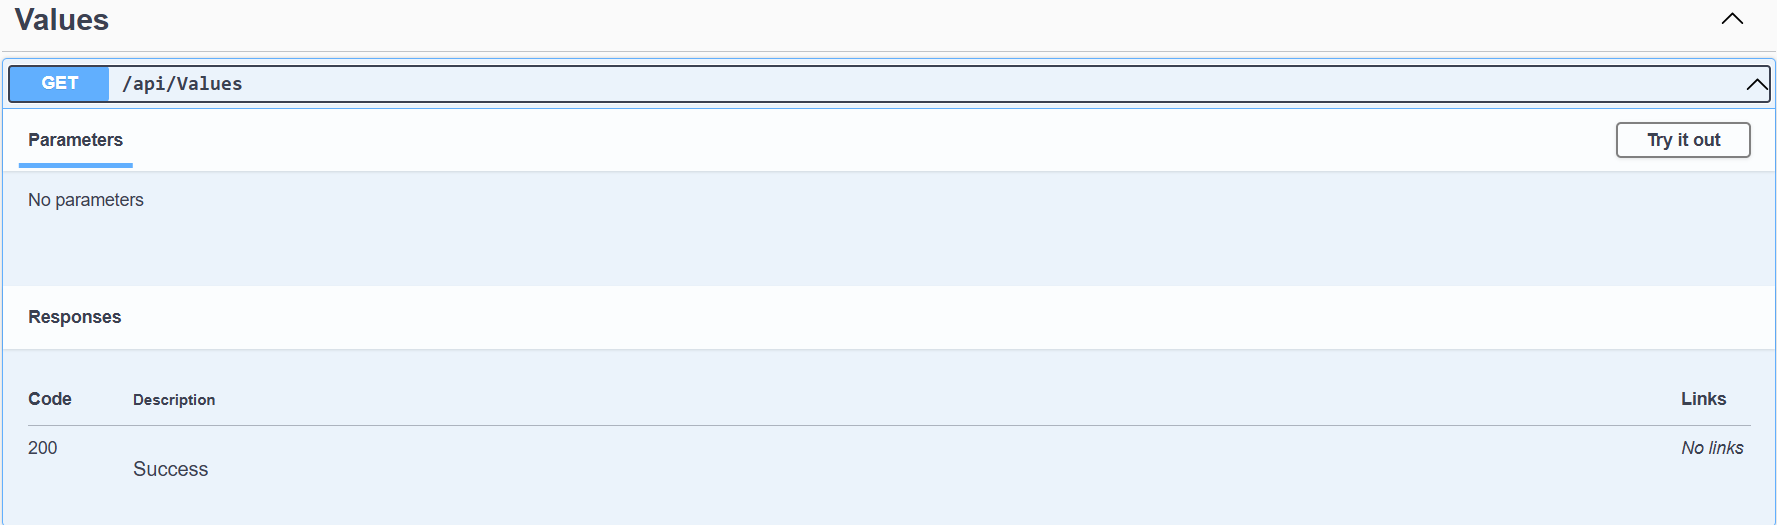 Values
GET /api/Values
Parameters Try it out
No parameters
Responses
Code Description Links
200 Success No links